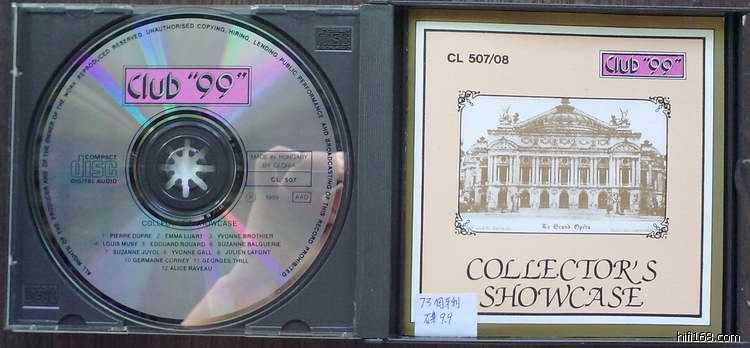 ALL RIGHTS OF THE PRODUCER AND OF THE OWNER OF THE WORK REPRODUCED RESERVED. UNAUTHORISED COPYING, HIRING, LENDING, PUBLIC PERFORMANCE AND BROADCASTING OF THIS RECORD PROHIBITED
Club "99"
COMPACT
disc
DIGITAL AUDIO
MADE IN HUNGARY
BY GLORIA
CL 507
P 1989 AAD
COLLECTOR'S SHOWCASE
1 PIERRE DUPRE 2 EMMA LUART 3 YVONNE BROTHIER
4 LOUIS MUSY 5 EDOUARD ROUARD 6 SUZANNE BALGUERIE
7 SUZANNE JUYOL 8 YVONNE GALL 9 JULIEN LAFONT
10 GERMAINE CORNEY 11 GEORGES THILL
12 ALICE RAVEAU
CL 507/08
Club "99"
Le Grand Opéra
COLLECTOR'S
SHOWCASE
9.9
hifi168.com